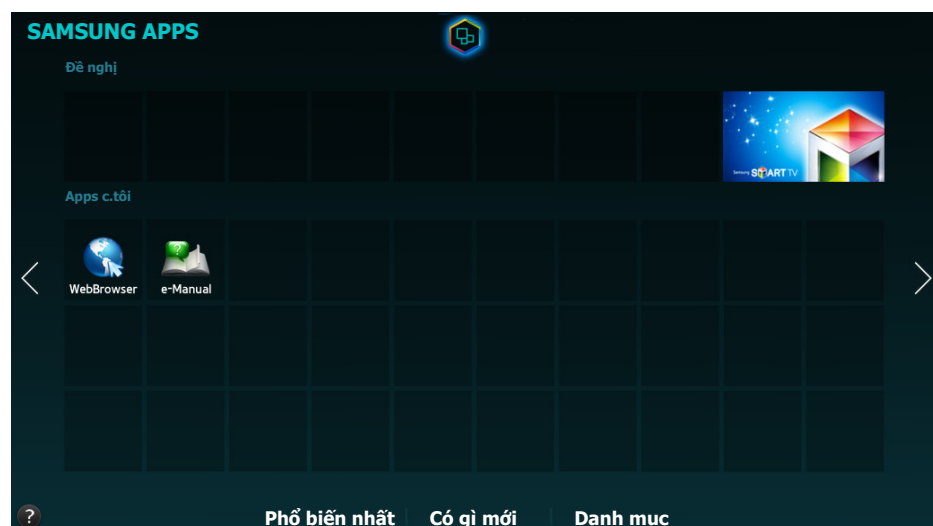 SAMSUNG APPS
Đề nghị
Samsung SMART TV
Apps c.tôi
WebBrowser
e-Manual
?
Phổ biến nhất
Có gì mới
Danh mục